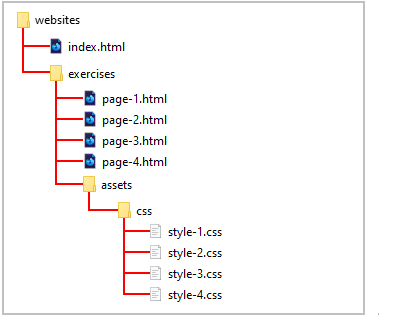 websites
index.html
exercises
page-1.html
page-2.html
page-3.html
page-4.html
assets
css
style-1.css
style-2.css
style-3.css
style-4.css